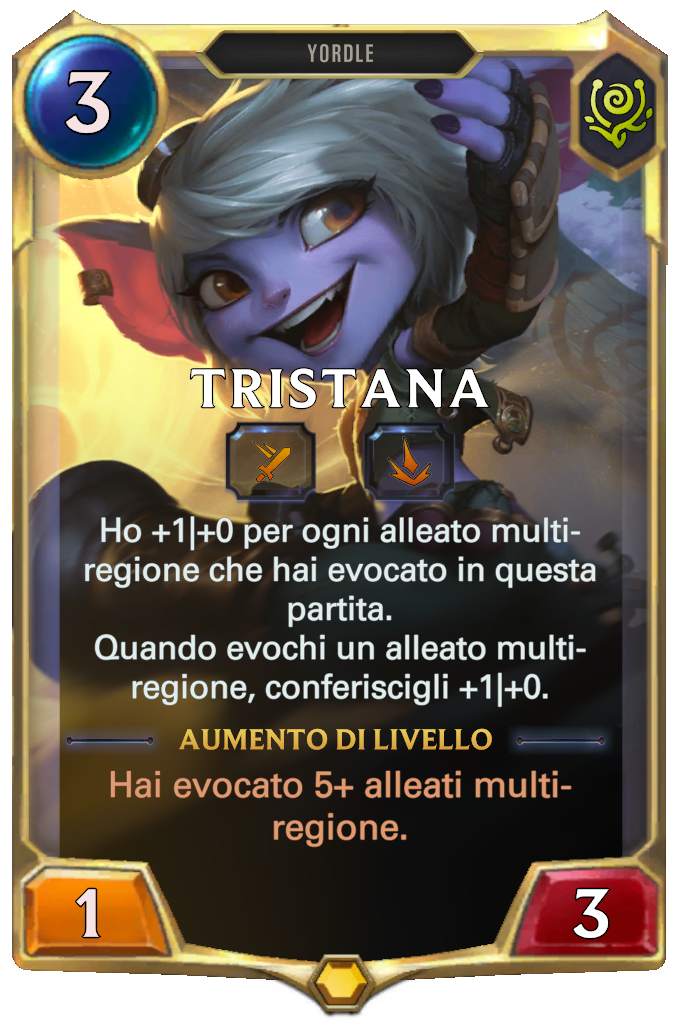 YORDLE
3
TRISTANA
Ho +1|+0 per ogni alleato multi-
regione che hai evocato in questa
partita.
Quando evochi un alleato multi-
regione, conferiscigli +1|+0.
AUMENTO DI LIVELLO
Hai evocato 5+ alleati multi-
regione.
1
3